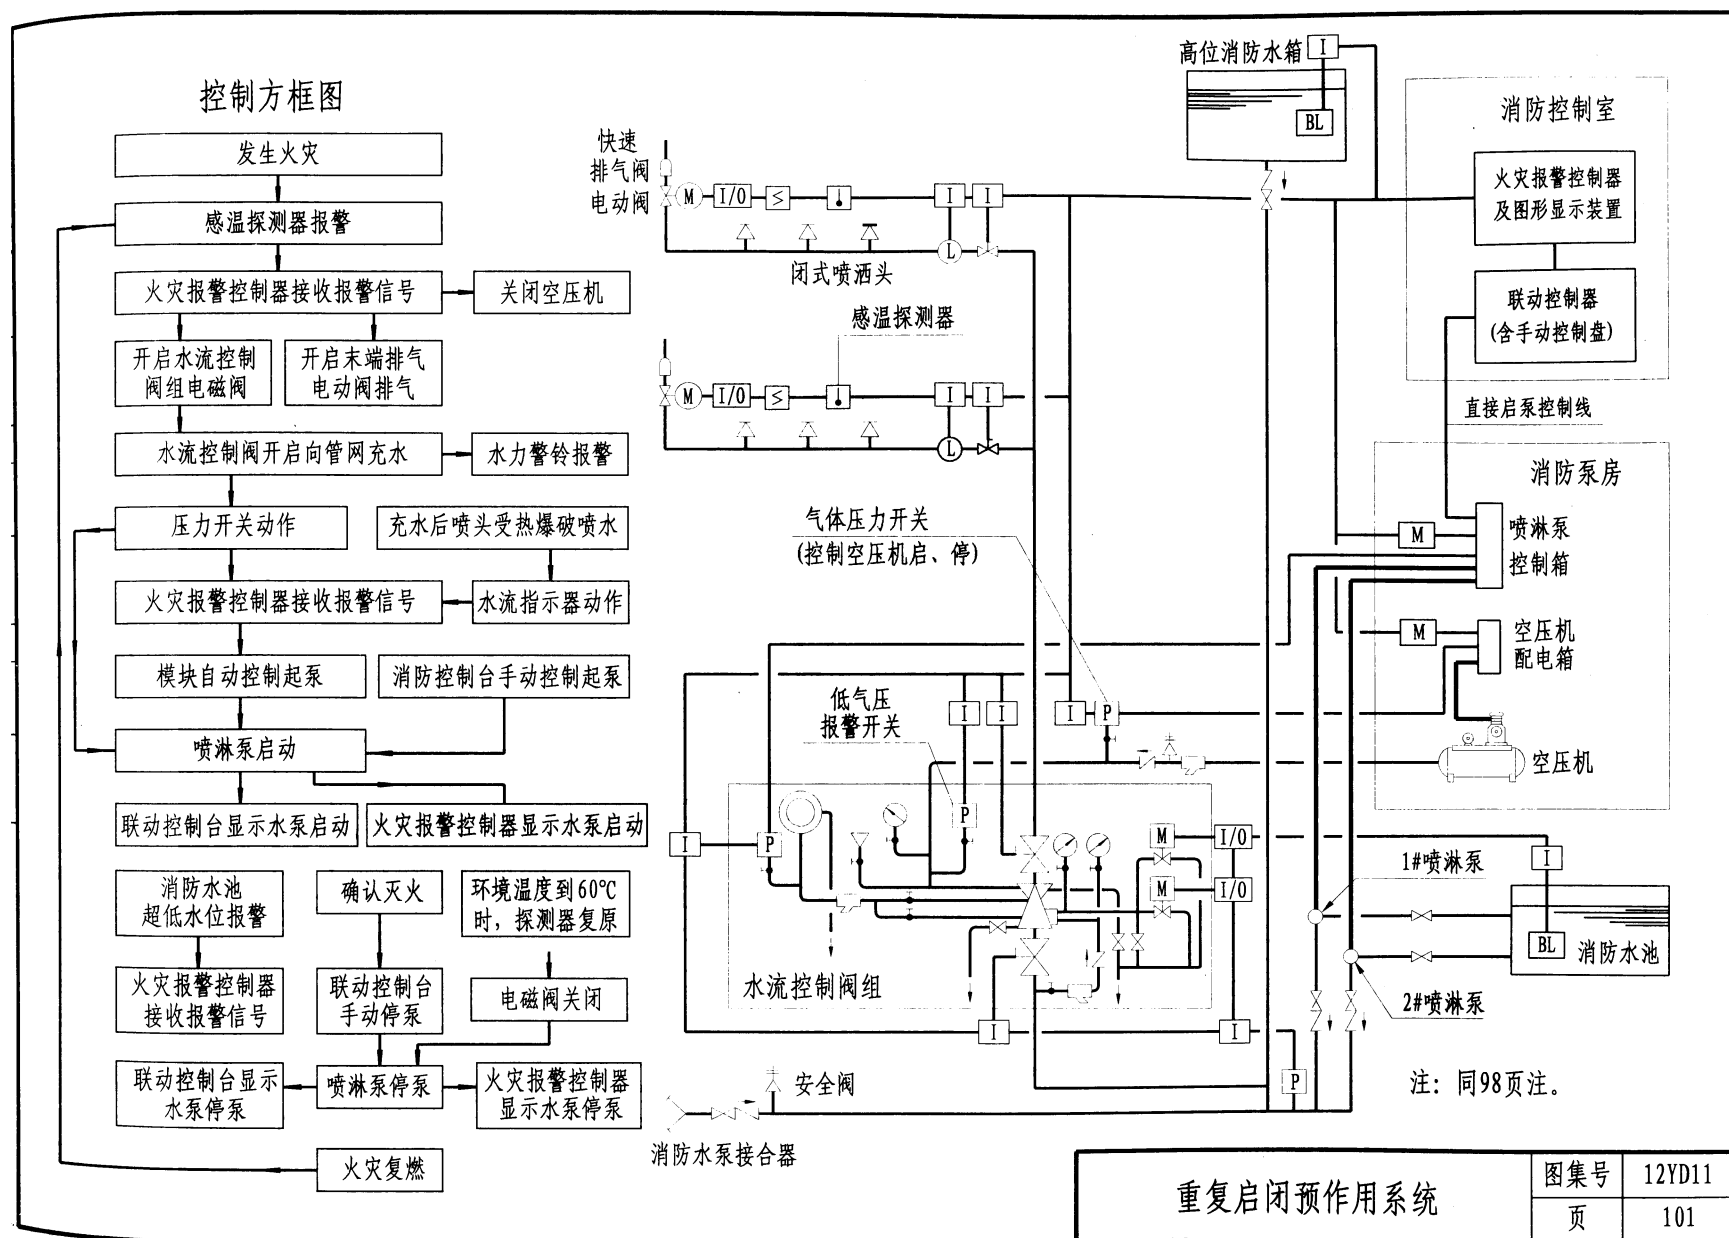 控制方框图
发生火灾
感温探测器报警
火灾报警控制器接收报警信号
关闭空压机
开启水流控制
阀组电磁阀
开启末端排气
电动阀排气
水流控制阀开启向管网充水
水力警铃报警
压力开关动作
充水后喷头受热爆破喷水
火灾报警控制器接收报警信号
水流指示器动作
模块自动控制起泵
消防控制台手动控制起泵
喷淋泵启动
联动控制台显示水泵启动
火灾报警控制器显示水泵启动
消防水池
超低水位报警
确认灭火
环境温度到60℃
时，探测器复原
火灾报警控制器
接收报警信号
联动控制台
手动停泵
电磁阀关闭
联动控制台显示
水泵停泵
喷淋泵停泵
火灾报警控制器
显示水泵停泵
火灾复燃
快速
排气阀
电动阀
M
I/O
I
I
L
闭式喷洒头
感温探测器
M
I/O
I
I
L
气体压力开关
(控制空压机启、停)
低气压
报警开关
I
I
I
P
P
I
P
M
I/O
M
I/O
水流控制阀组
I
I
P
安全阀
消防水泵接合器
高位消防水箱
I
BL
消防控制室
火灾报警控制器
及图形显示装置
联动控制器
(含手动控制盘)
直接启泵控制线
消防泵房
M
喷淋泵
控制箱
M
空压机
配电箱
空压机
1#喷淋泵
I
BL
消防水池
2#喷淋泵
注：同98页注。
重复启闭预作用系统
图集号
12YD11
页
101